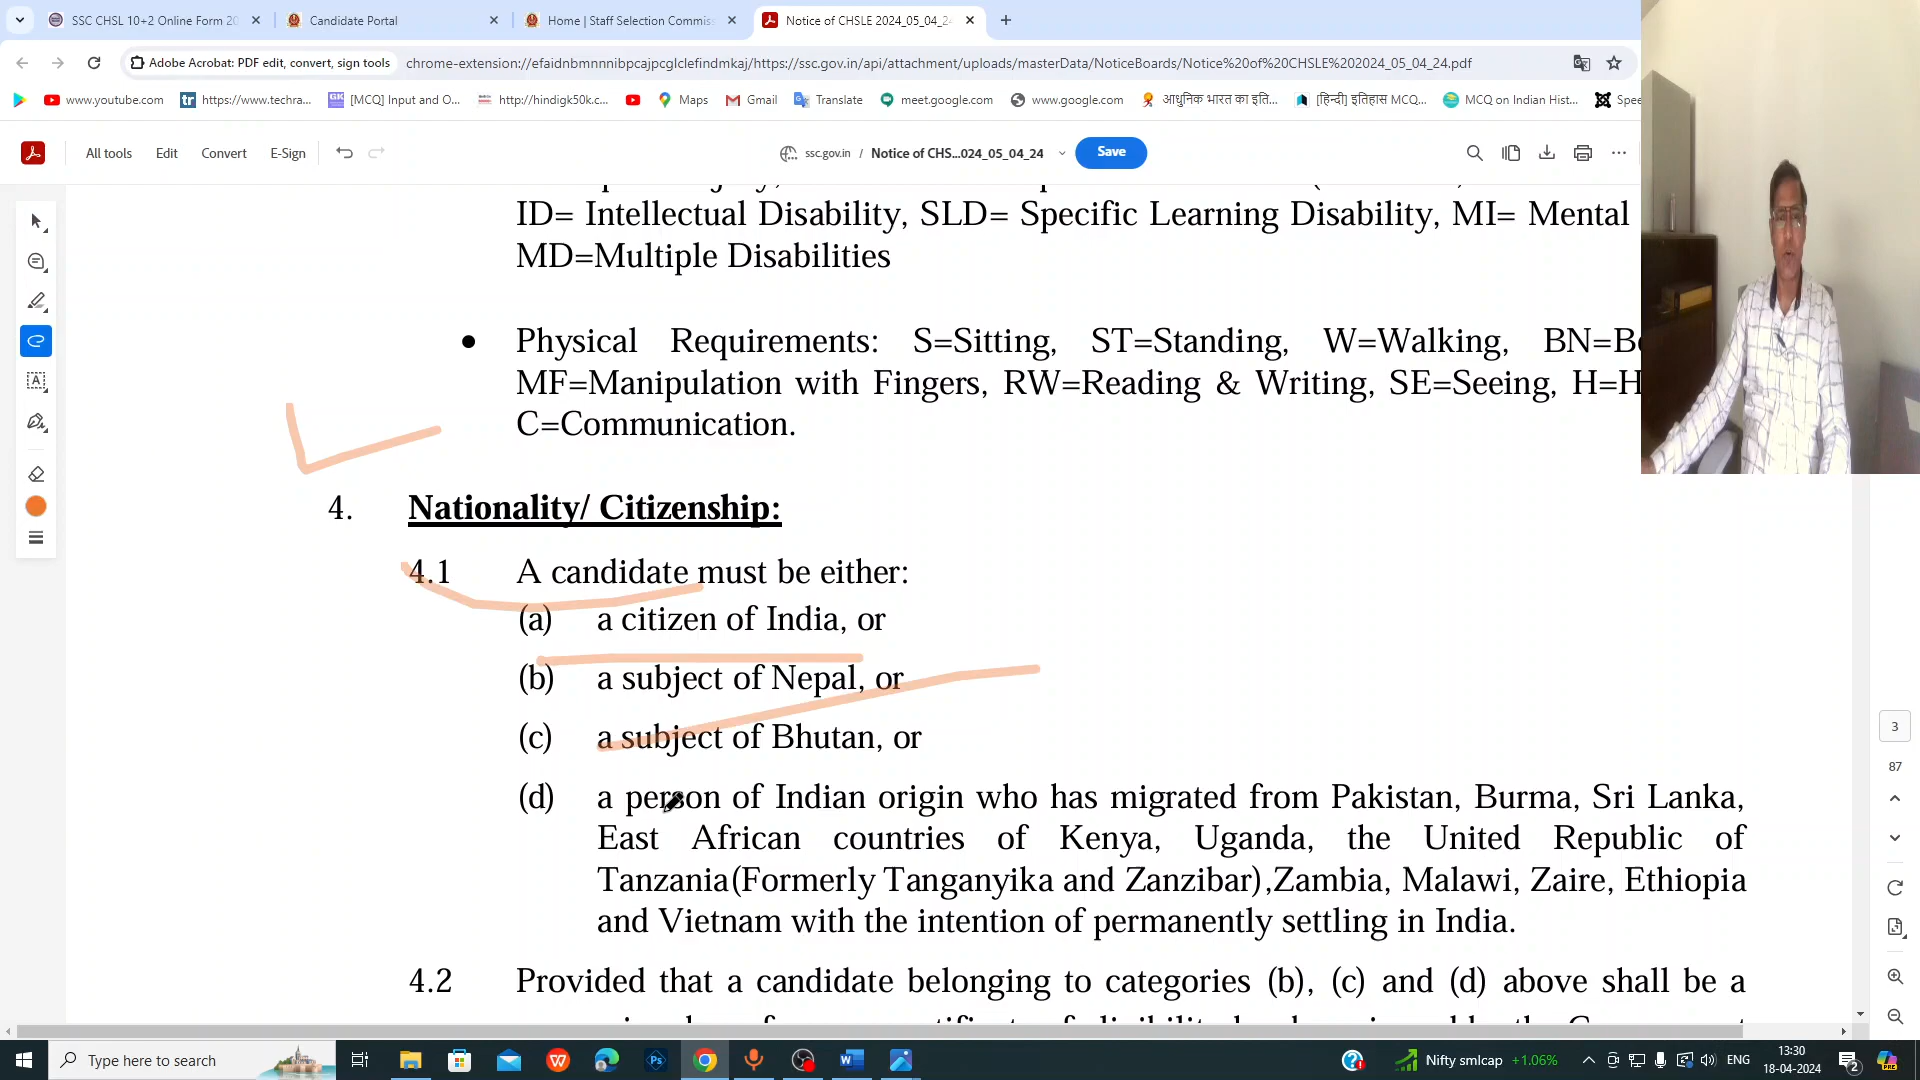 SSC CHSL 10+2 Online Form 20
Candidate Portal
Home | Staff Selection Commiss
Notice of CHSLE 2024_05_04_24
Adobe Acrobat: PDF edit, convert, sign tools
chrome-extension://efaidnbmnnnibpcajpcglclefindmkaj/https://ssc.gov.in/api/attachment/uploads/masterData/NoticeBoards/Notice%20of%20CHSLE%202024_05_04_24.pdf
www.youtube.com
https://www.techra...
[MCQ] Input and O...
http://hindigk50k.c...
Maps
Gmail
Translate
meet.google.com
www.google.com
आधुनिक भारत का इति...
[हिन्दी] इतिहास MCQ...
MCQ on Indian Hist...
Spee
All tools
Edit
Convert
E-Sign
ssc.gov.in / Notice of CHS...024_05_04_24
Save
ID= Intellectual Disability, SLD= Specific Learning Disability, MI= Mental
MD=Multiple Disabilities
• Physical Requirements: S=Sitting, ST=Standing, W=Walking, BN=Be
MF=Manipulation with Fingers, RW=Reading & Writing, SE=Seeing, H=H
C=Communication.
4. Nationality/ Citizenship:
4.1 A candidate must be either:
(a) a citizen of India, or
(b) a subject of Nepal, or
(c) a subject of Bhutan, or
(d) a person of Indian origin who has migrated from Pakistan, Burma, Sri Lanka,
East African countries of Kenya, Uganda, the United Republic of
Tanzania(Formerly Tanganyika and Zanzibar),Zambia, Malawi, Zaire, Ethiopia
and Vietnam with the intention of permanently settling in India.
4.2 Provided that a candidate belonging to categories (b), (c) and (d) above shall be a
3
87
Type here to search
Nifty smlcap +1.06%
ENG
13:30
18-04-2024
2